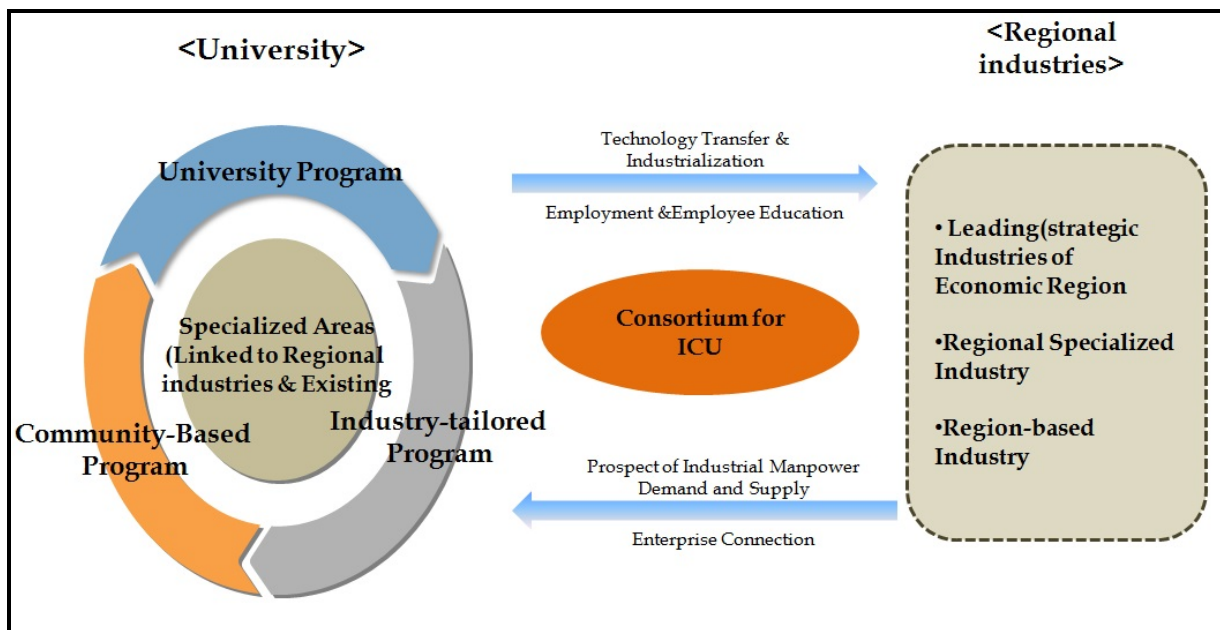 <University>
University Program
Specialized Areas
(Linked to Regional
industries & Existing
Community-Based
Program
Industry-tailored
Program
Technology Transfer &
Industrialization
Employment &Employee Education
Consortium for
ICU
Prospect of Industrial Manpower
Demand and Supply
Enterprise Connection
<Regional
industries>
• Leading(strategic
Industries of
Economic Region
•Regional Specialized
Industry
•Region-based
Industry